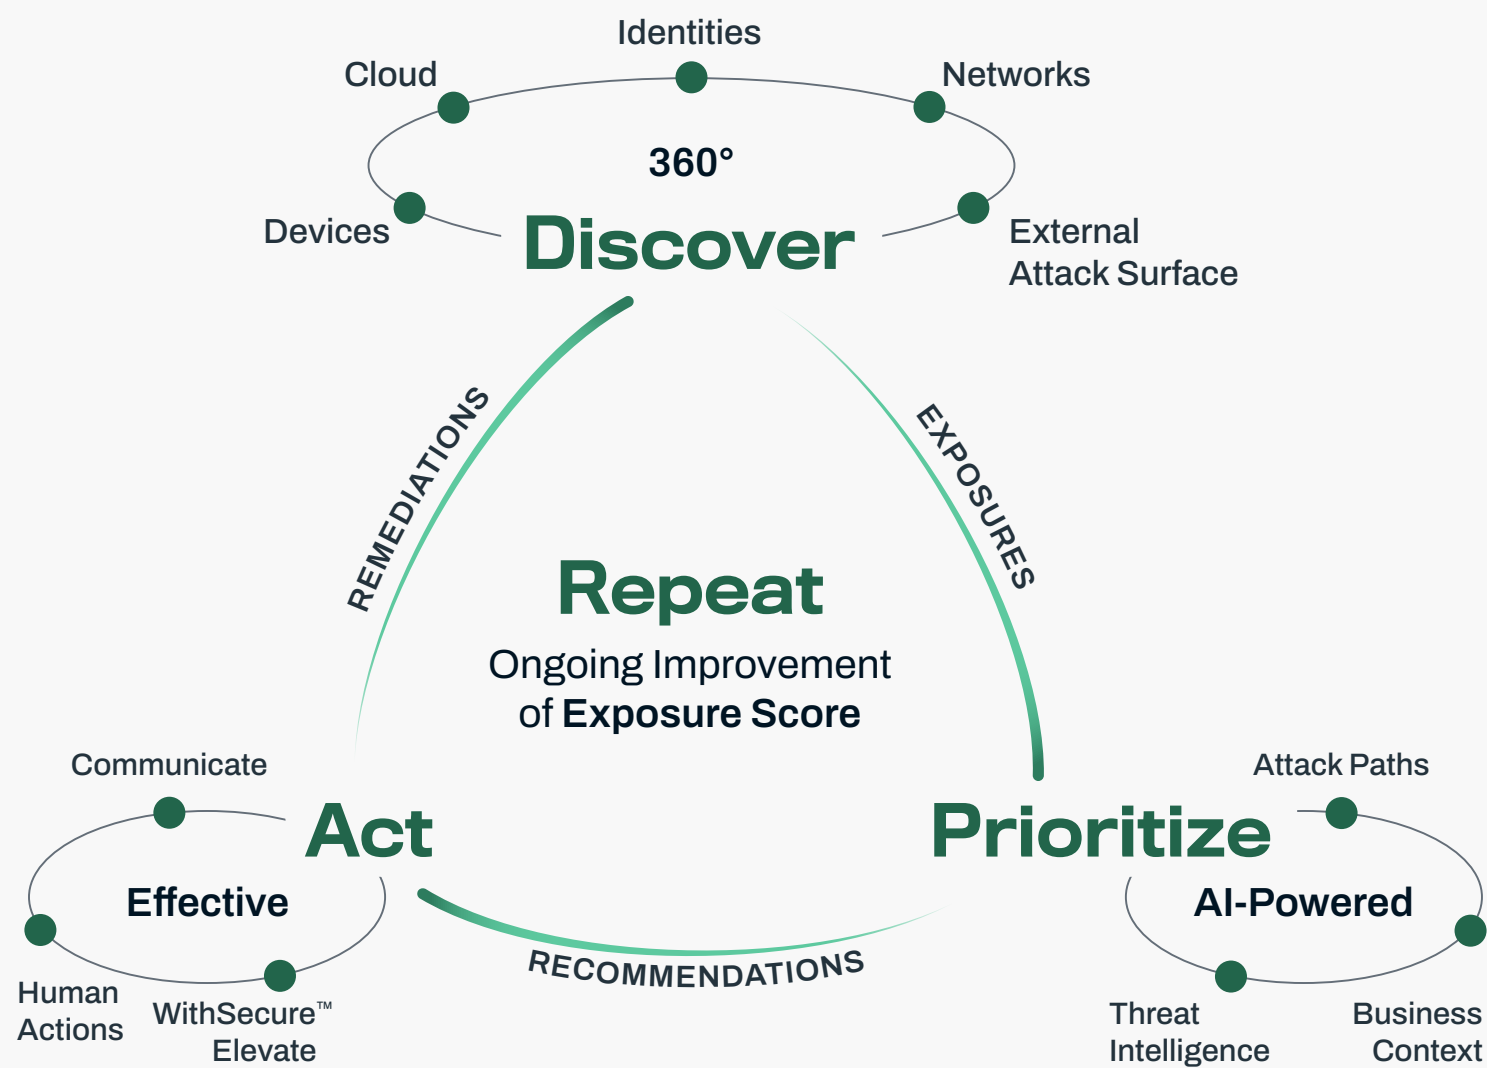 Identities
Cloud
Networks
360°
Devices
Discover
External
Attack Surface
REMEDIATIONS
EXPOSURES
Repeat
Ongoing Improvement
of Exposure Score
Communicate
Act
Effective
Human
Actions
WithSecure™
Elevate
RECOMMENDATIONS
Attack Paths
Prioritize
AI-Powered
Threat
Intelligence
Business
Context